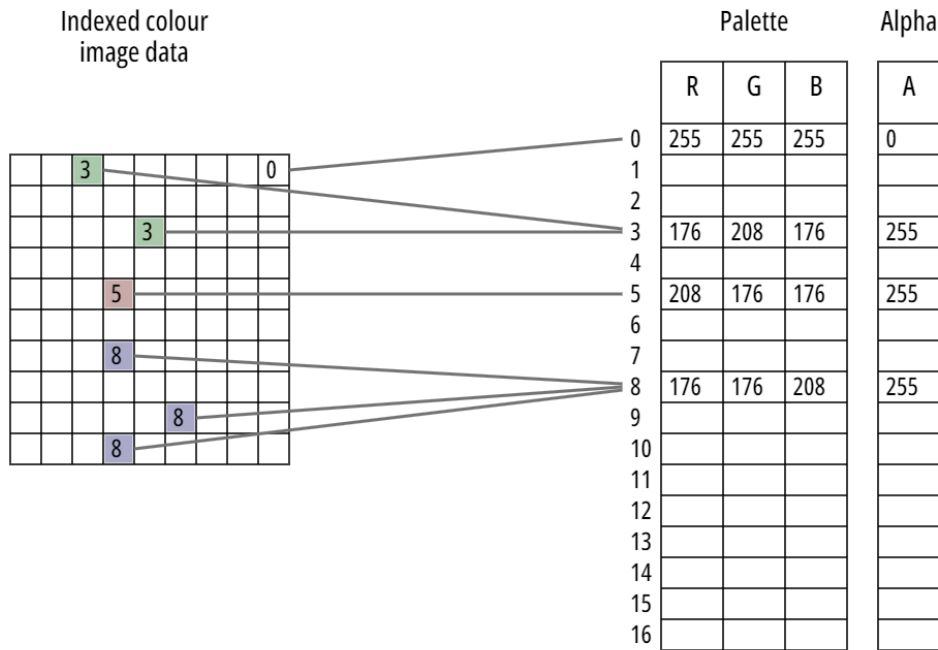 Indexed colour
image data
Palette
Alpha
R G B A
0 255 255 255 0
3 0
1
2
3
3 176 208 176 255
4
5
5 208 176 176 255
6
8
7
8 176 176 208 255
8
9
8
10
11
12
13
14
15
16